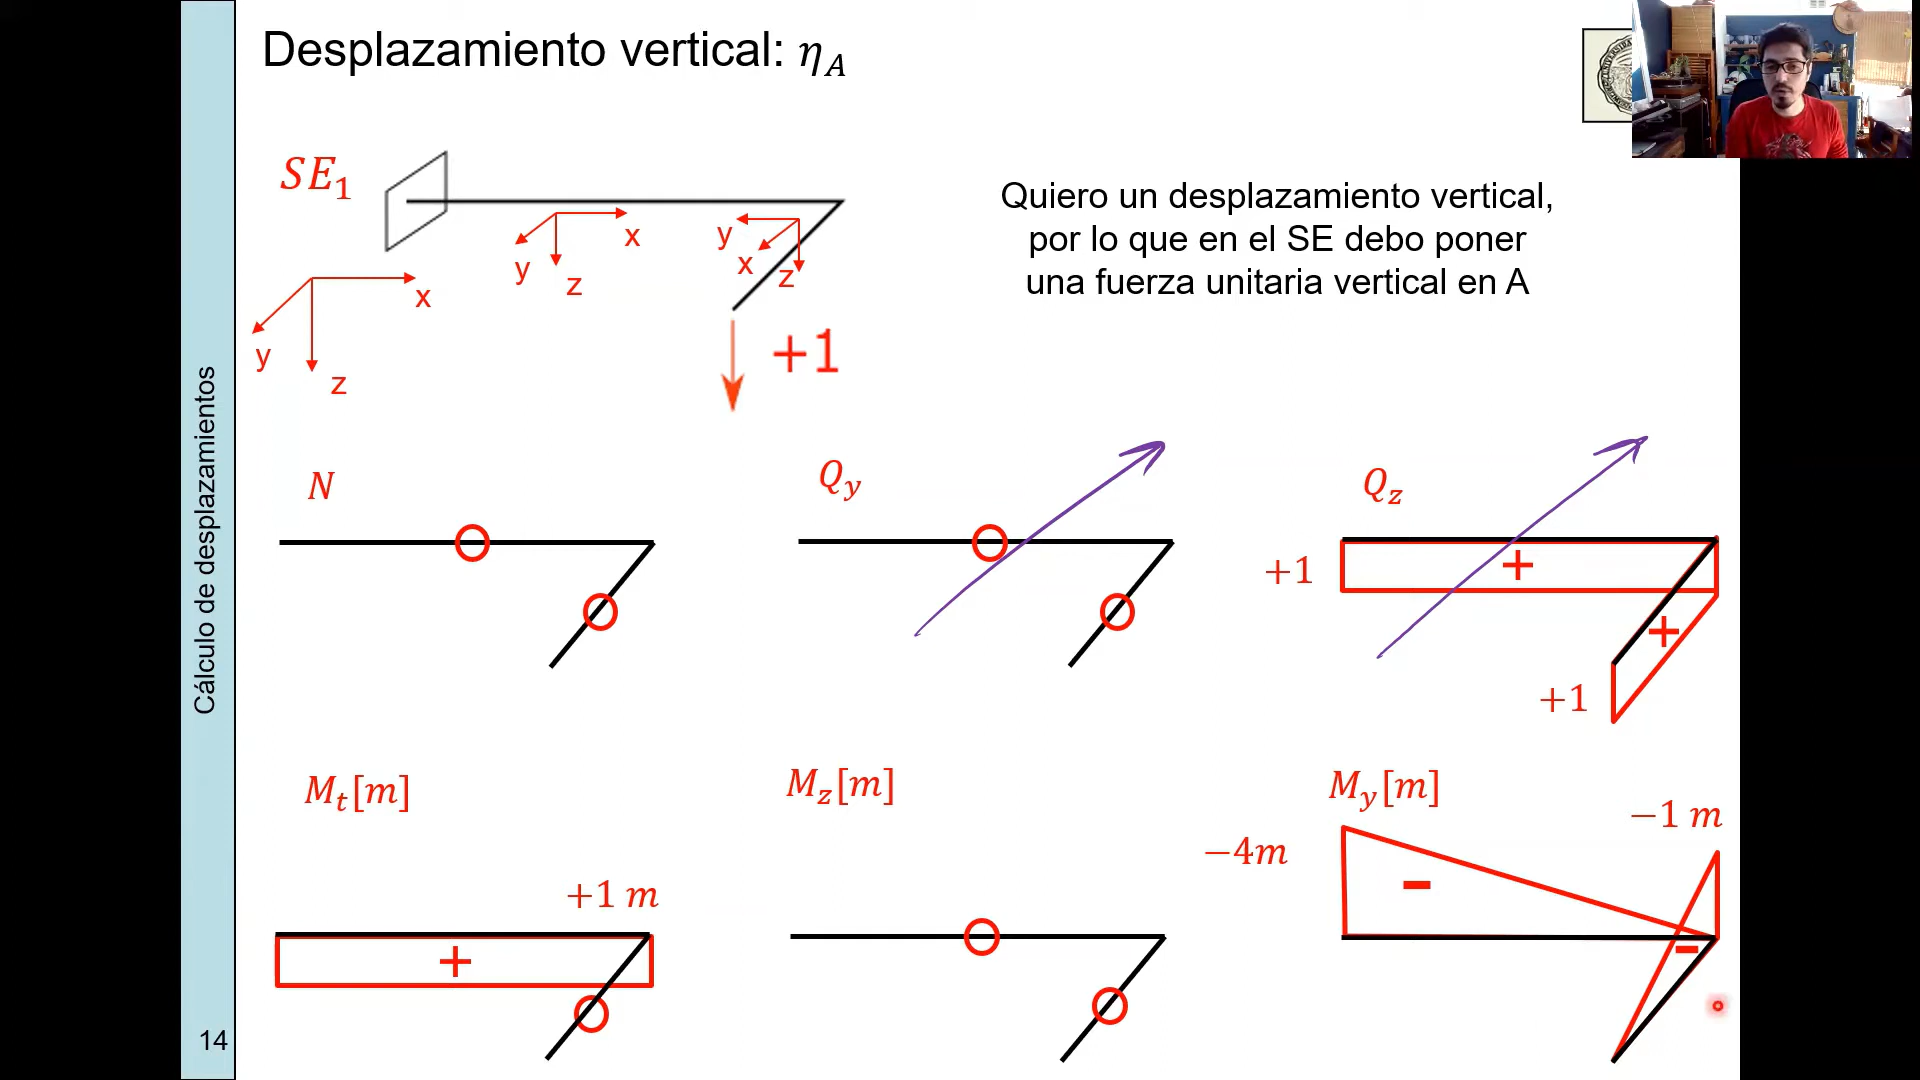 Desplazamiento vertical: η_A
SE₁
Quiero un desplazamiento vertical,
por lo que en el SE debo poner
una fuerza unitaria vertical en A
x
y
z
y
x
z
x
y
z
+1
Cálculo de desplazamientos
N
Q_y
Q_z
+1
+
+
+1
M_t[m]
M_z[m]
M_y[m]
-1 m
-4m
-
+1 m
+
-
14